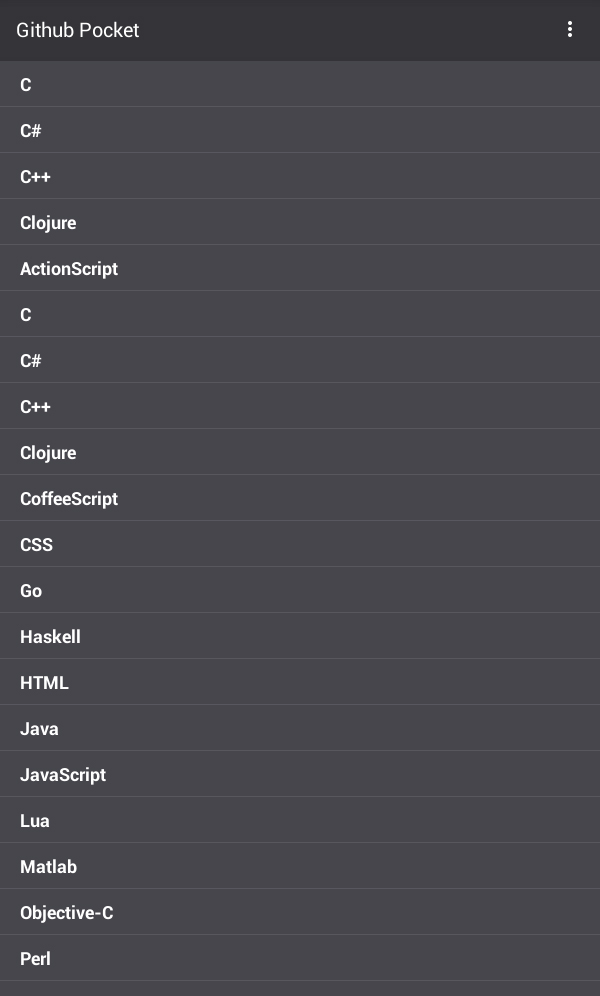 Github Pocket
C
C#
C++
Clojure
ActionScript
C
C#
C++
Clojure
CoffeeScript
CSS
Go
Haskell
HTML
Java
JavaScript
Lua
Matlab
Objective-C
Perl